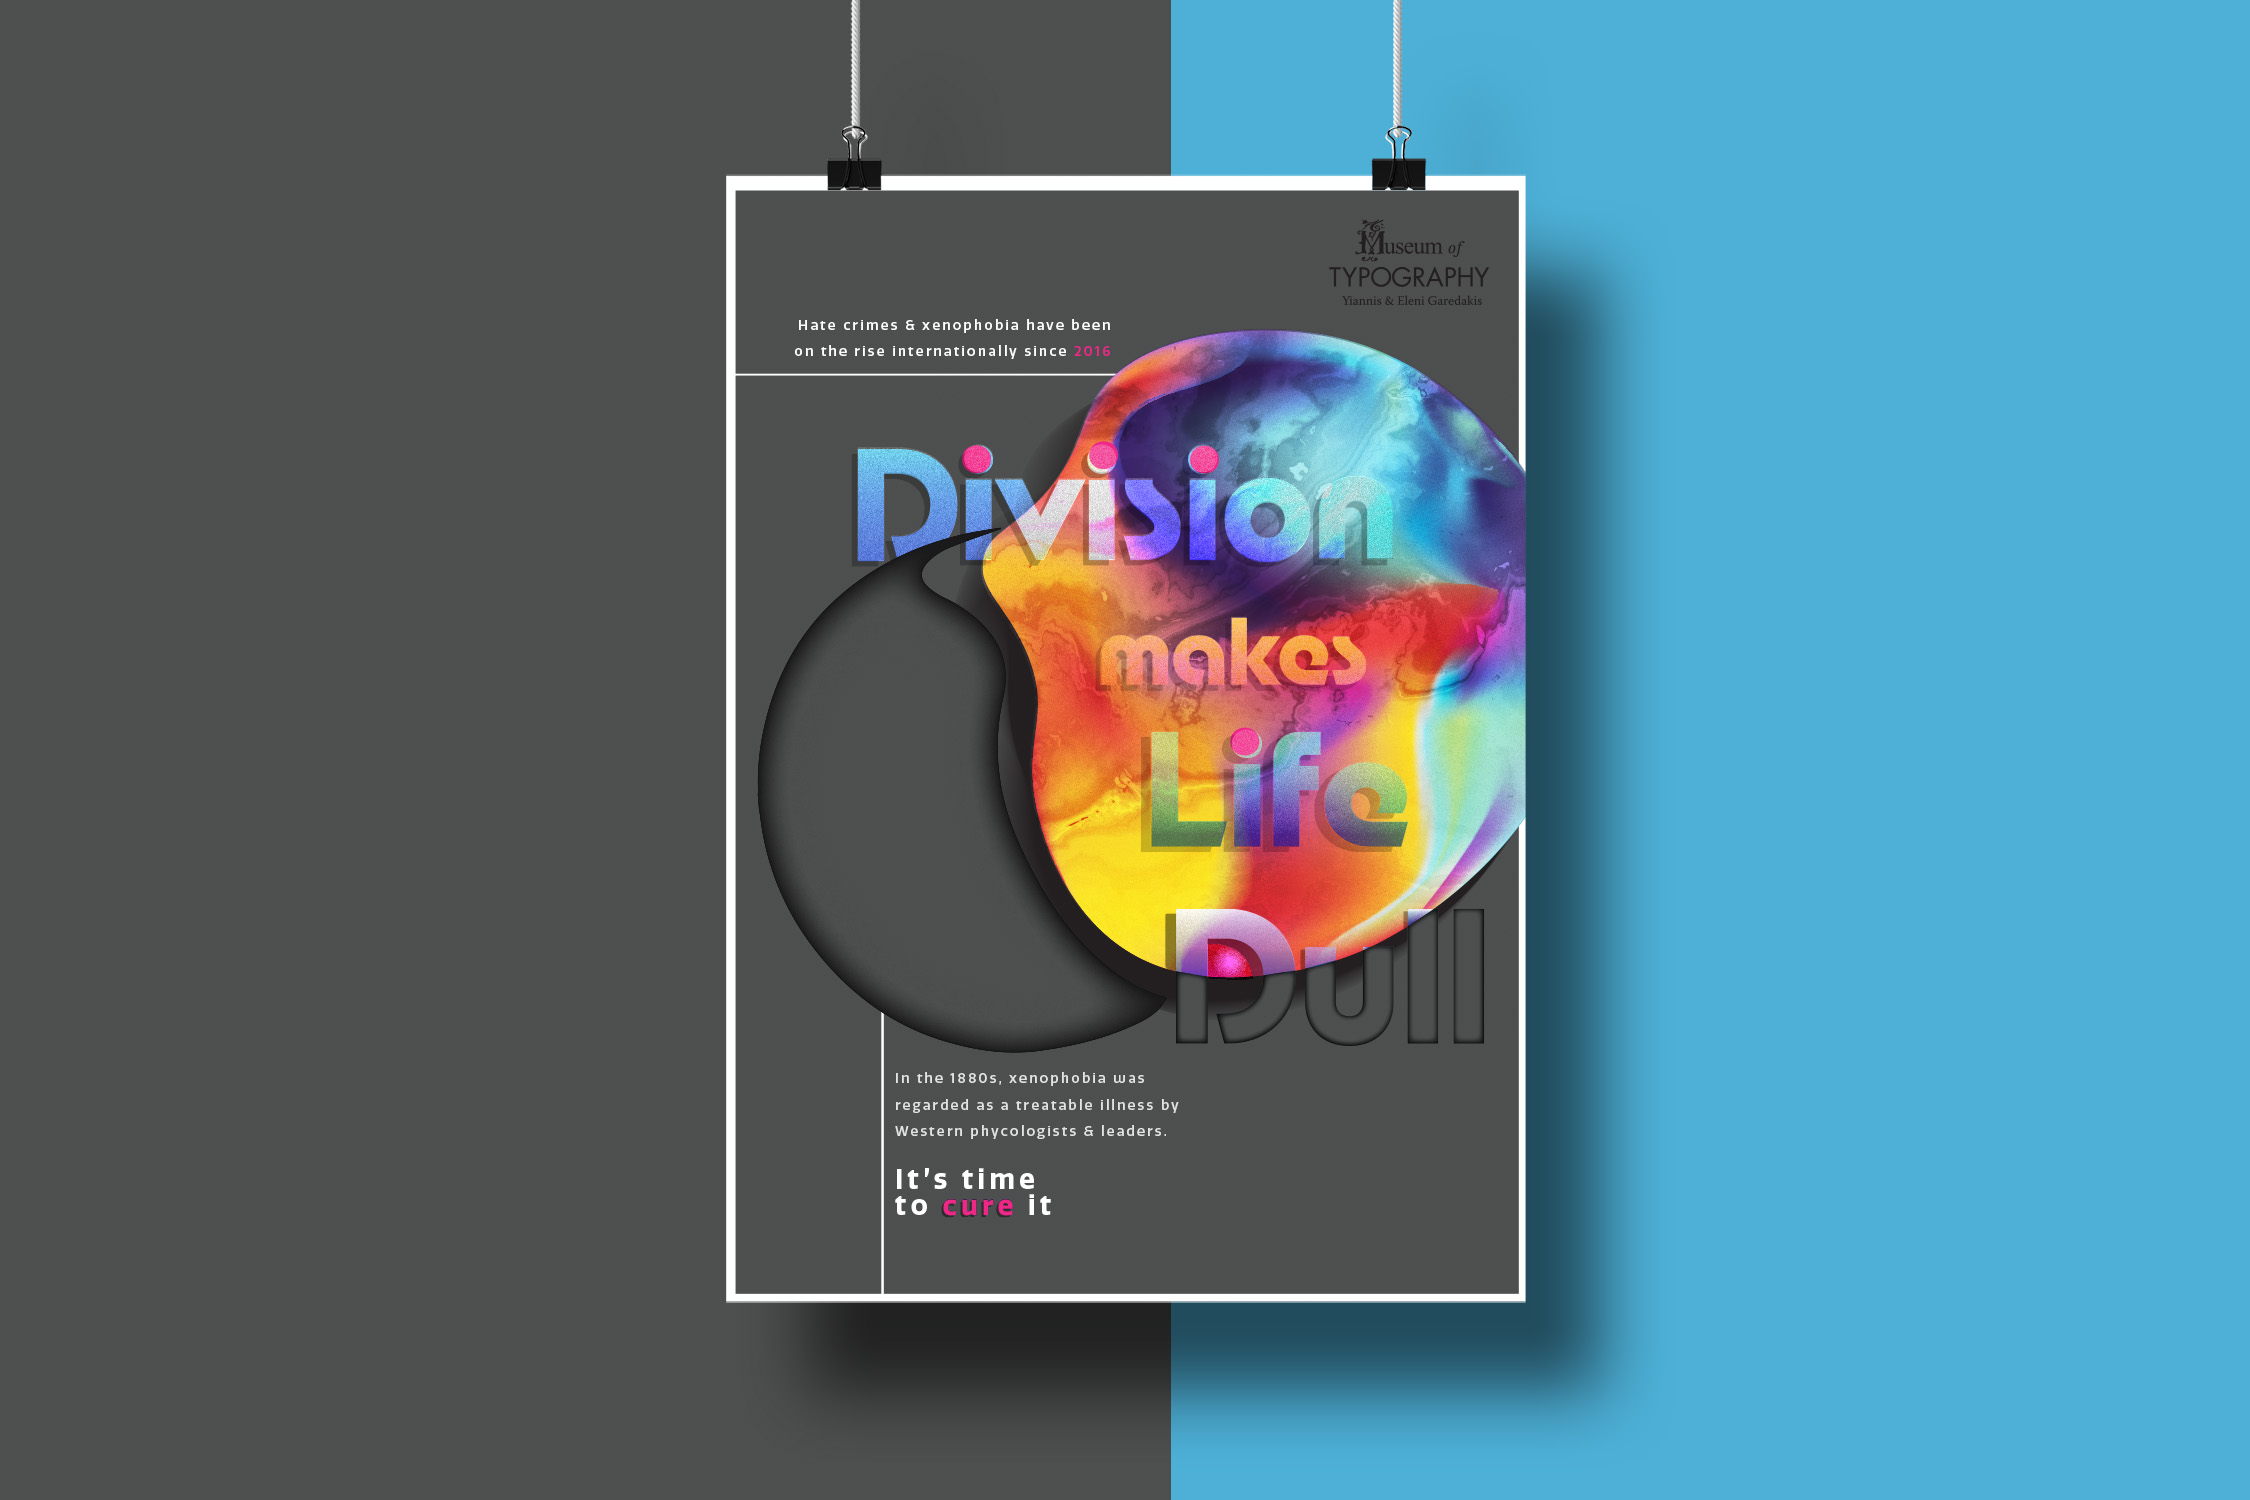 Museum of
TYPOGRAPHY
Yiannis & Eleni Garedakis
Hate crimes & xenophobia have been
on the rise internationally since 2016
Division
makes
Life
Dull
In the 1880s, xenophobia was
regarded as a treatable illness by
Western phycologists & leaders.
It's time
to cure it